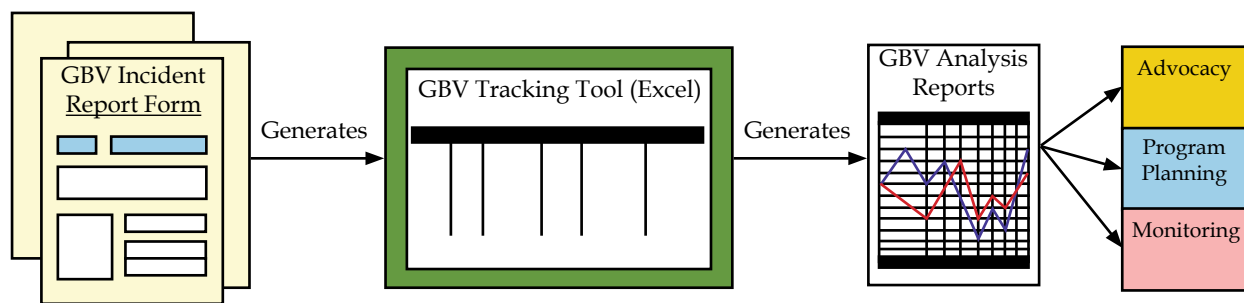 GBV Incident
Report Form
Generates
GBV Tracking Tool (Excel)
Generates
GBV Analysis
Reports
Advocacy
Program
Planning
Monitoring